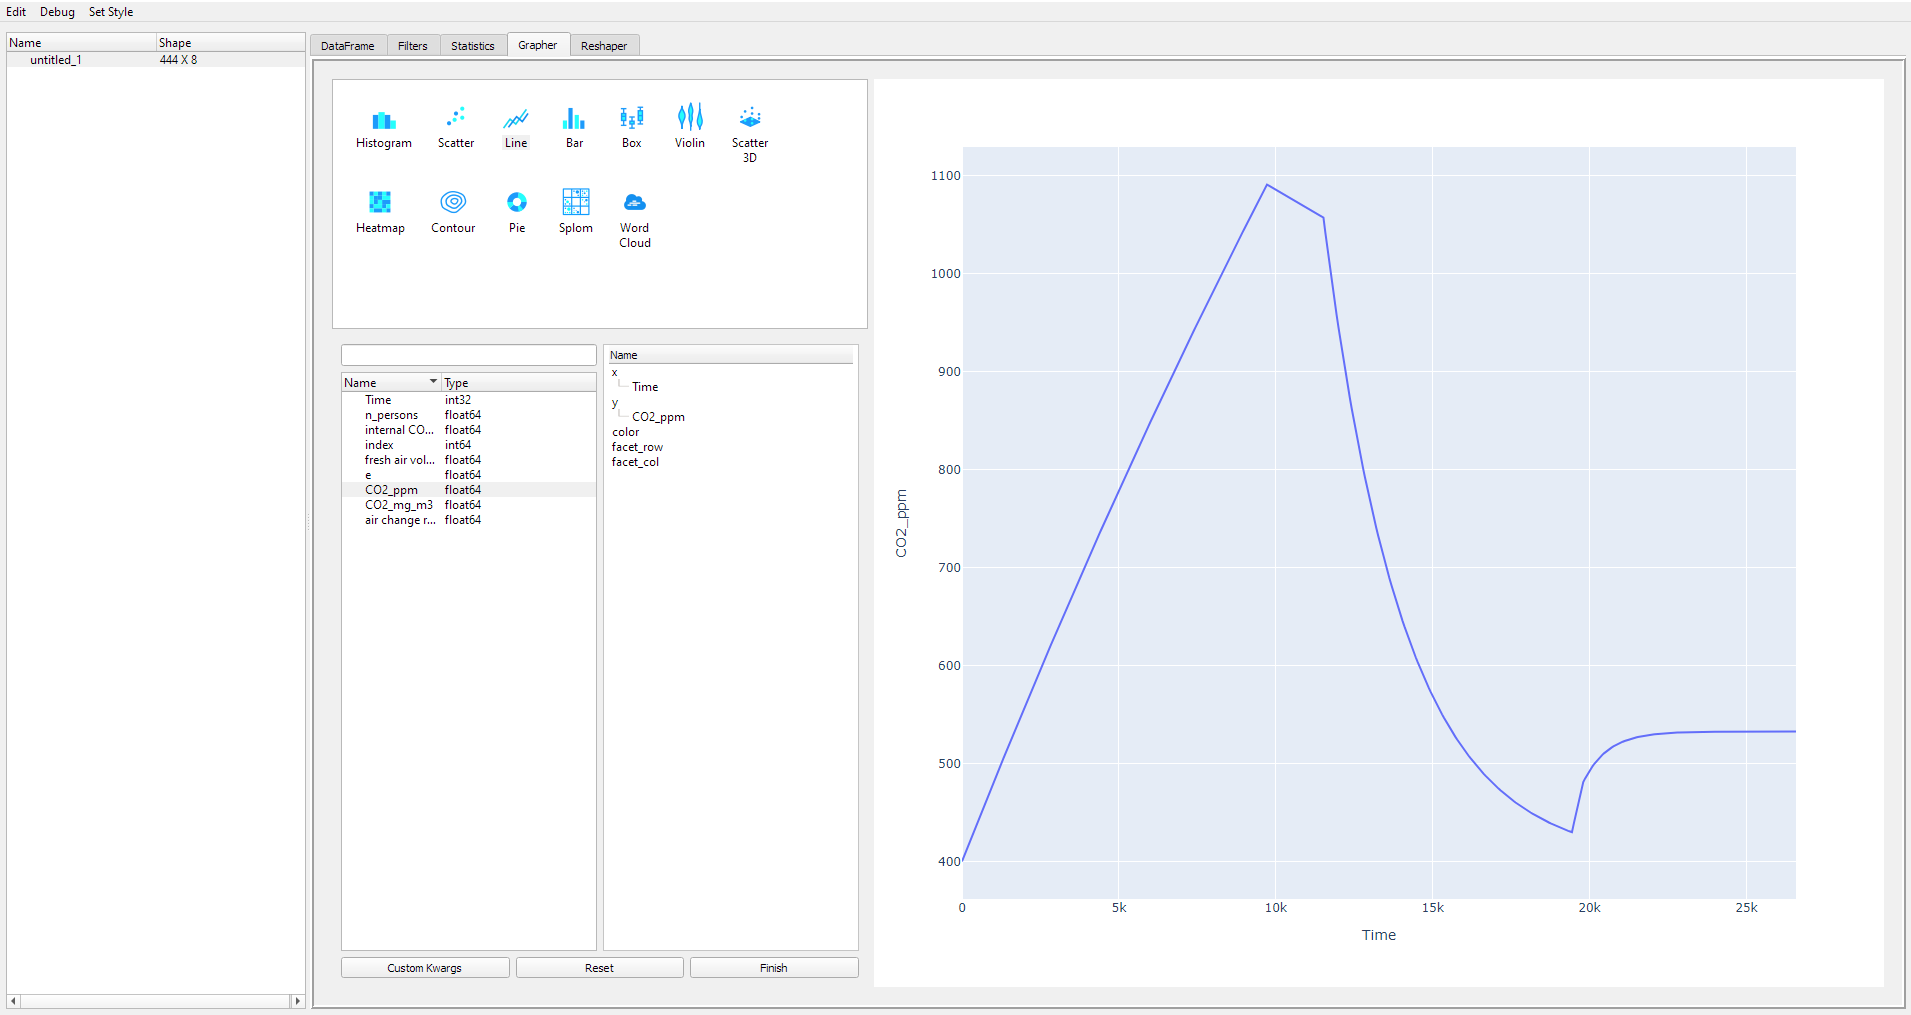 Edit Debug Set Style
Name Shape
untitled_1 444 X 8
DataFrame Filters Statistics Grapher Reshaper
Histogram Scatter Line Bar Box Violin Scatter 3D
Heatmap Contour Pie Splom Word Cloud
Name Type
Time int32
n_persons float64
internal CO... float64
index int64
fresh air vol... float64
e float64
CO2_ppm float64
CO2_mg_m3 float64
air change r... float64
Name
x
Time
y
CO2_ppm
color
facet_row
facet_col
Custom Kwargs Reset Finish
1100
1000
900
800
700
600
500
400
CO2_ppm
0 5k 10k 15k 20k 25k
Time